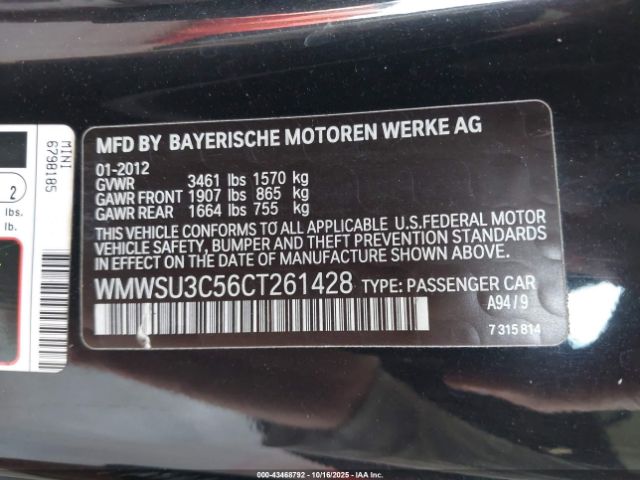 MINI
6798185
2
lbs.
lb.
MFD BY BAYERISCHE MOTOREN WERKE AG
01-2012
GVWR 3461 lbs 1570 kg
GAWR FRONT 1907 lbs 865 kg
GAWR REAR 1664 lbs 755 kg
THIS VEHICLE CONFORMS TO ALL APPLICABLE U.S.FEDERAL MOTOR
VEHICLE SAFETY, BUMPER AND THEFT PREVENTION STANDARDS
IN EFFECT ON THE DATE OF MANUFACTURE SHOWN ABOVE.
WMWSU3C56CT261428 TYPE: PASSENGER CAR
A94/9
7 315 814
000-43468792 - 10/16/2025 - IAA Inc.